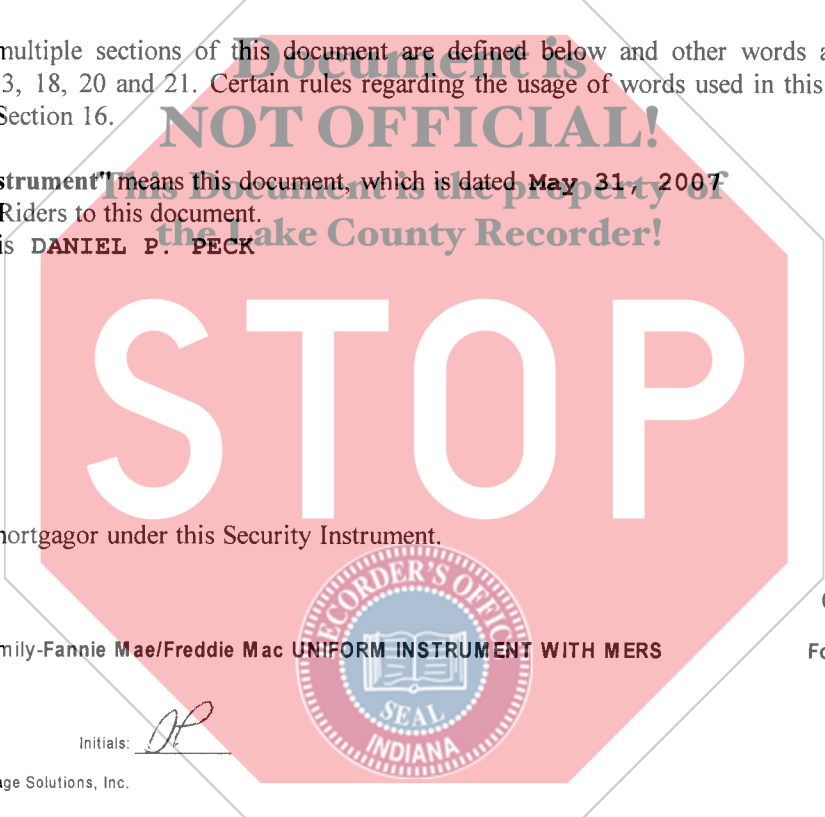 Document is
multiple sections of this document are defined below and other words a
3, 18, 20 and 21. Certain rules regarding the usage of words used in this
Section 16.
NOT OFFICIAL!
strument" means this document, which is dated May 31, 2007
This Document is the property of
Riders to this document.
the Lake County Recorder!
is DANIEL P. PECK
STOP
nortgagor under this Security Instrument.
RECORDER'S OFFIC
mily-Fannie Mae/Freddie Mac UNIFORM INSTRUMENT WITH MERS
Fo
SEAL
INDIANA
Initials:
age Solutions, Inc.